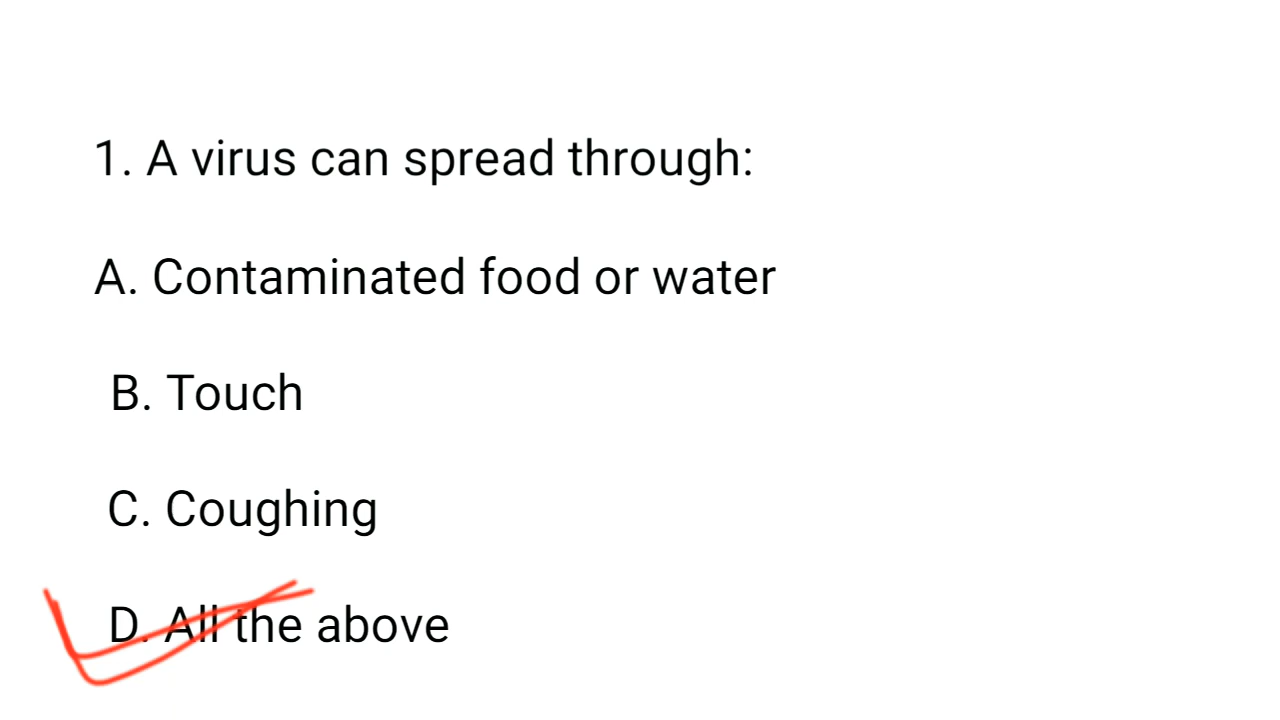 1. A virus can spread through:
A. Contaminated food or water
B. Touch
C. Coughing
D. All the above